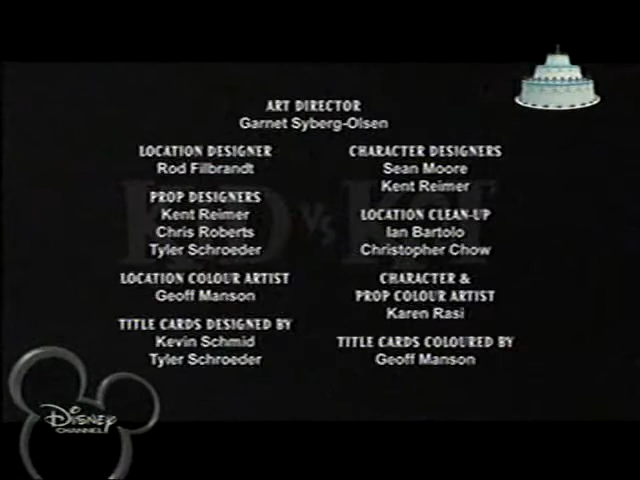 ART DIRECTOR
Garnet Syberg-Olsen
LOCATION DESIGNER
Rod Filbrandt
PROP DESIGNERS
Kent Reimer
Chris Roberts
Tyler Schroeder
LOCATION COLOUR ARTIST
Geoff Manson
TITLE CARDS DESIGNED BY
Kevin Schmid
Tyler Schroeder
CHARACTER DESIGNERS
Sean Moore
Kent Reimer
LOCATION CLEAN-UP
Ian Bartolo
Christopher Chow
CHARACTER &
PROP COLOUR ARTIST
Karen Rasi
TITLE CARDS COLOURED BY
Geoff Manson
KID VS KAT
Disney
CHANNEL